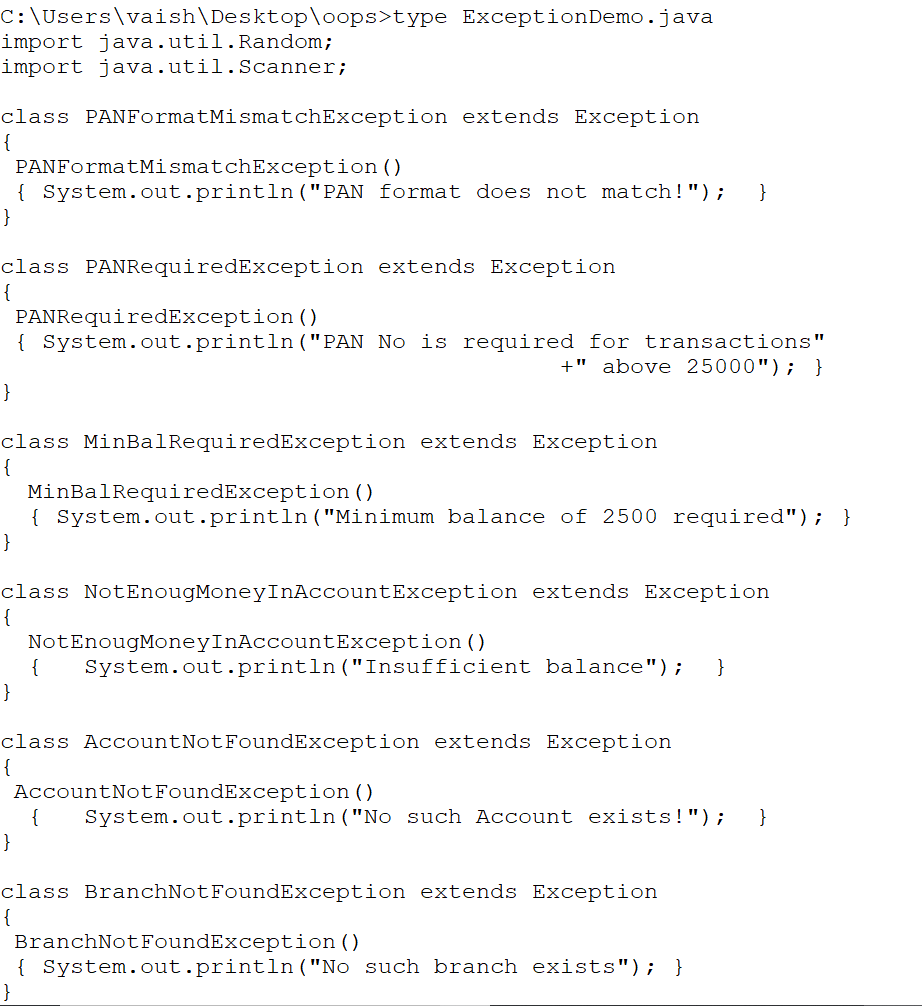 C:\Users\vaish\Desktop\oops>type ExceptionDemo.java
import java.util.Random;
import java.util.Scanner;

class PANFormatMismatchException extends Exception
{
 PANFormatMismatchException()
 { System.out.println("PAN format does not match!");  }
}

class PANRequiredException extends Exception
{
 PANRequiredException()
 { System.out.println("PAN No is required for transactions"
                                        +" above 25000"); }
}

class MinBalRequiredException extends Exception
{
  MinBalRequiredException()
  { System.out.println("Minimum balance of 2500 required"); }
}

class NotEnougMoneyInAccountException extends Exception
{
  NotEnougMoneyInAccountException()
  {   System.out.println("Insufficient balance");  }
}

class AccountNotFoundException extends Exception
{
 AccountNotFoundException()
  {   System.out.println("No such Account exists!");  }
}

class BranchNotFoundException extends Exception
{
 BranchNotFoundException()
 { System.out.println("No such branch exists"); }
}